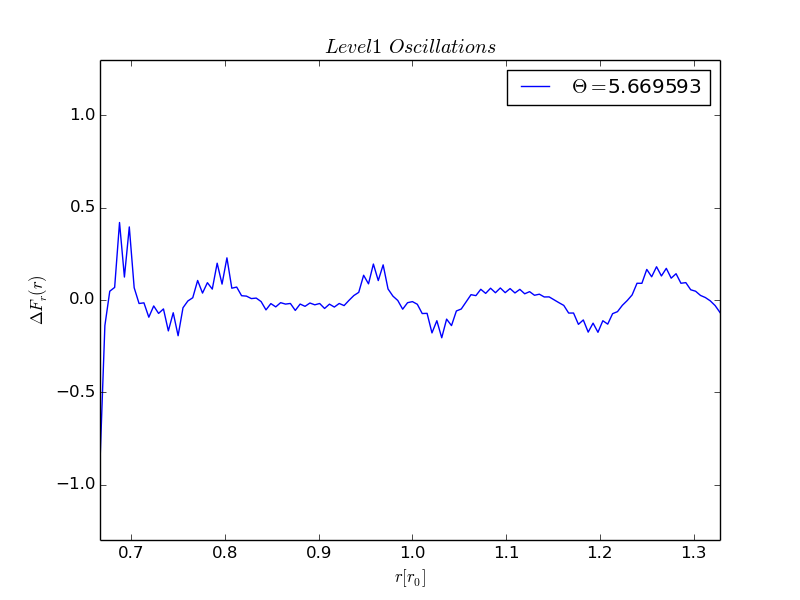 Level1 Oscillations
Θ = 5.669593
1.0
0.5
0.0
−0.5
−1.0
ΔF_r(r)
0.7 0.8 0.9 1.0 1.1 1.2 1.3
r[r_0]